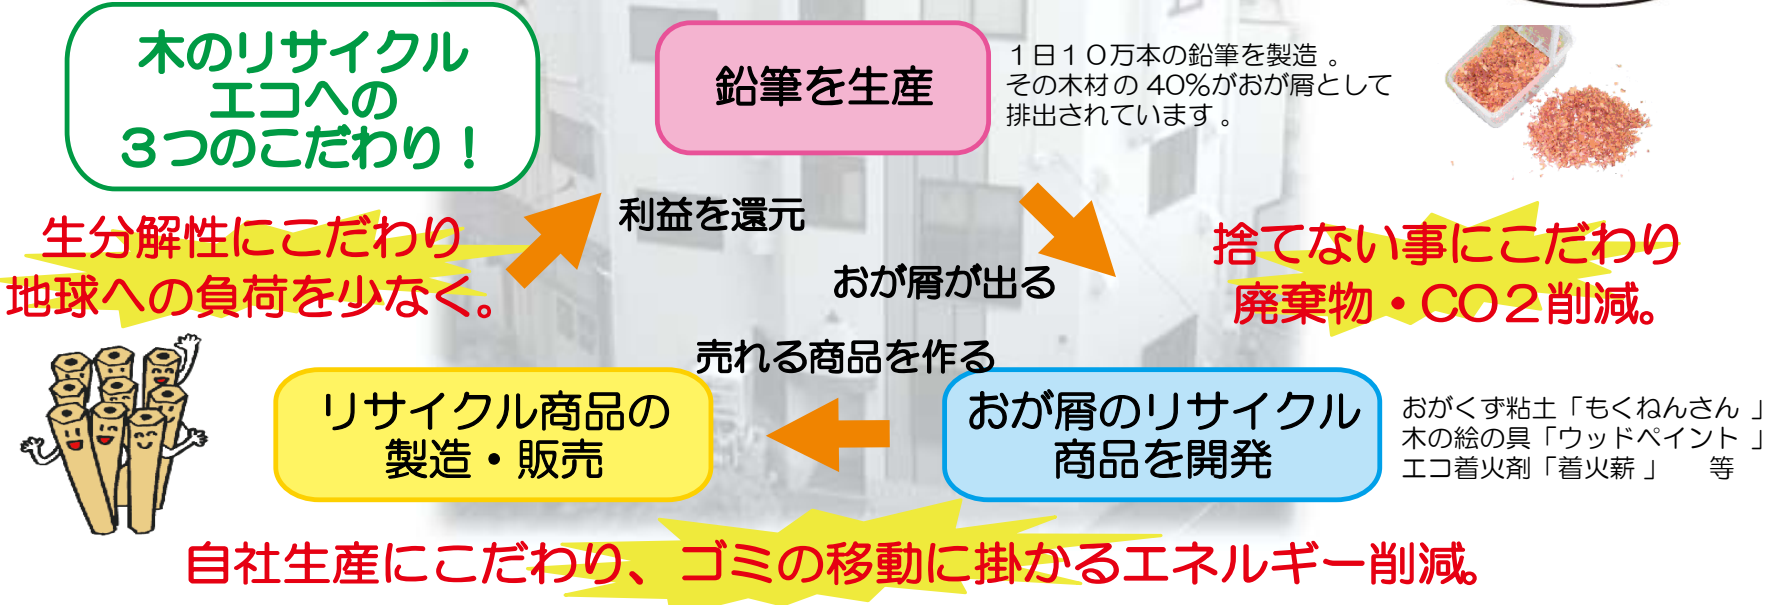 木のリサイクル
エコへの
３つのこだわり！
鉛筆を生産
１日１０万本の鉛筆を製造。
その木材の40%がおが屑として
排出されています。
利益を還元
生分解性にこだわり
地球への負荷を少なく。
おが屑が出る
捨てない事にこだわり
廃棄物・CO２削減。
売れる商品を作る
リサイクル商品の
製造・販売
おが屑のリサイクル
商品を開発
おがくず粘土「もくねんさん」
木の絵の具「ウッドペイント」
エコ着火剤「着火薪」　等
自社生産にこだわり、ゴミの移動に掛かるエネルギー削減。